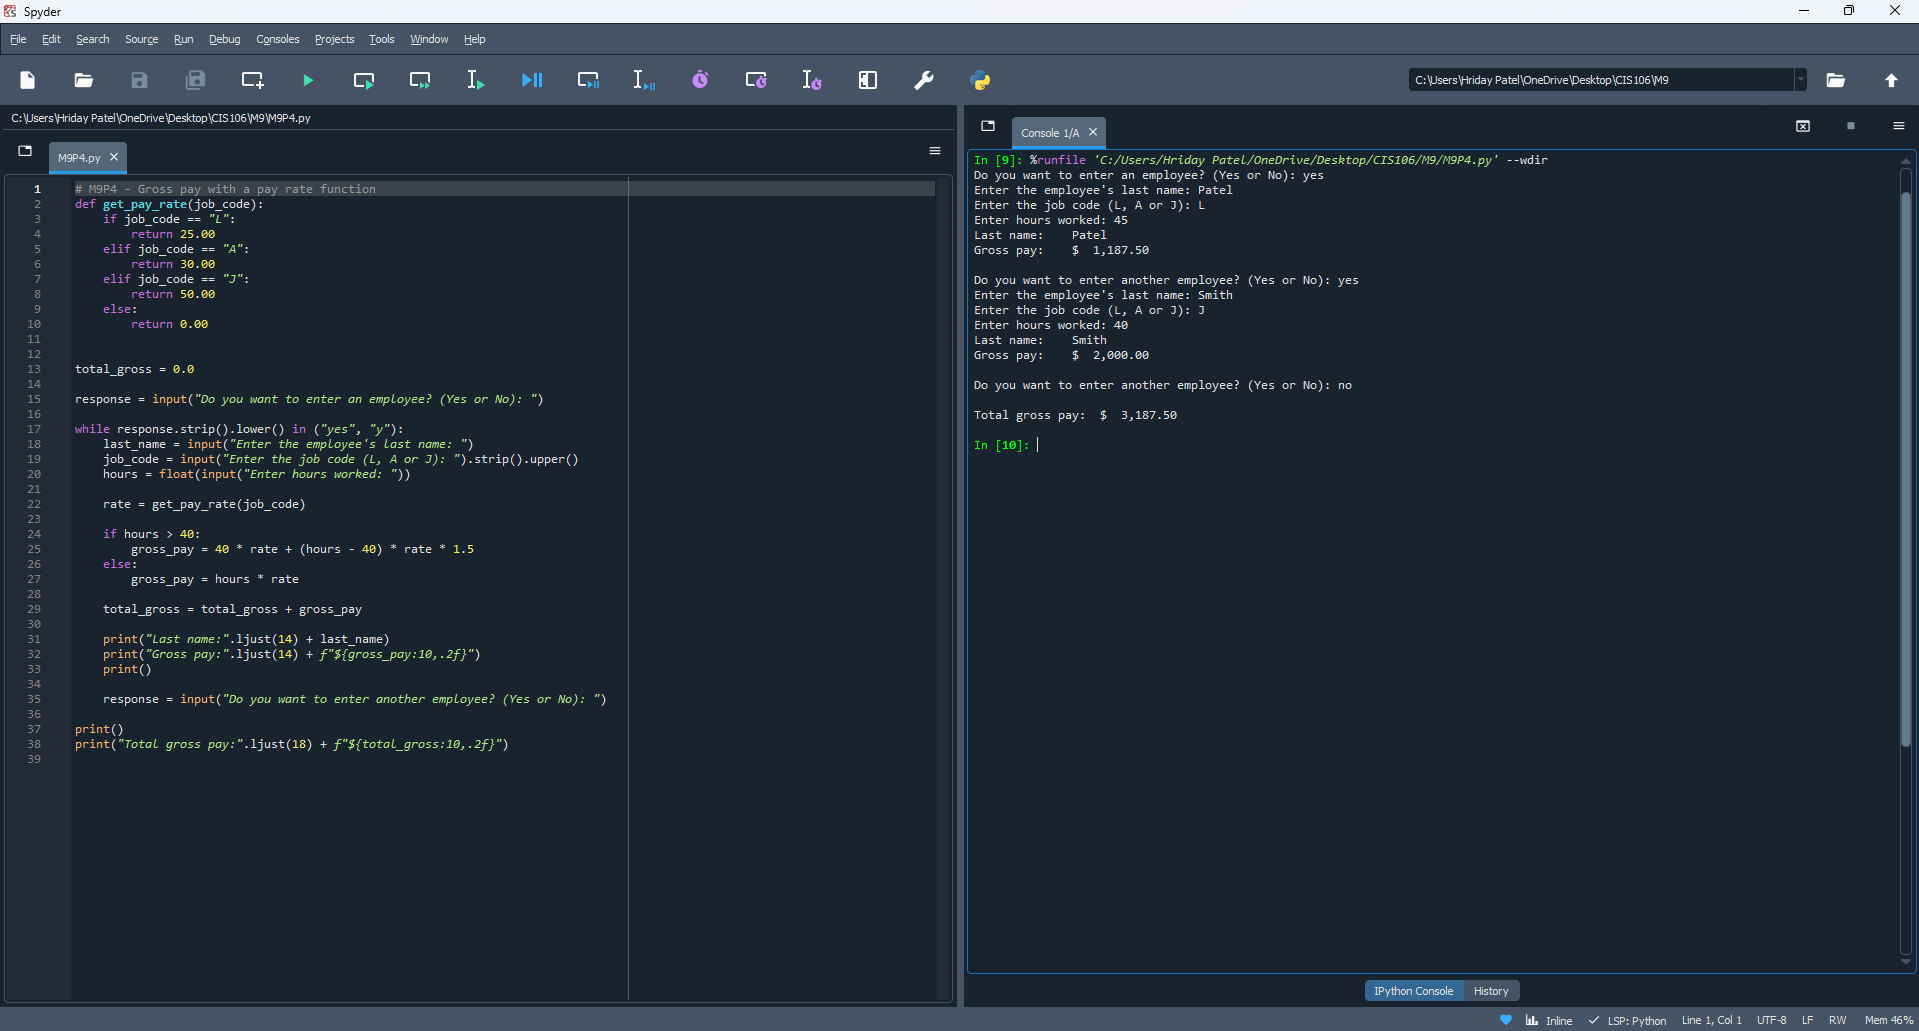 Spyder
File Edit Search Source Run Debug Consoles Projects Tools Window Help
C:\Users\Hriday Patel\OneDrive\Desktop\CIS106\M9
C:\Users\Hriday Patel\OneDrive\Desktop\CIS106\M9\M9P4.py
M9P4.py
1 # M9P4 - Gross pay with a pay rate function
2 def get_pay_rate(job_code):
3     if job_code == "L":
4         return 25.00
5     elif job_code == "A":
6         return 30.00
7     elif job_code == "J":
8         return 50.00
9     else:
10         return 0.00
11
12
13 total_gross = 0.0
14
15 response = input("Do you want to enter an employee? (Yes or No): ")
16
17 while response.strip().lower() in ("yes", "y"):
18     last_name = input("Enter the employee's last name: ")
19     job_code = input("Enter the job code (L, A or J): ").strip().upper()
20     hours = float(input("Enter hours worked: "))
21
22     rate = get_pay_rate(job_code)
23
24     if hours > 40:
25         gross_pay = 40 * rate + (hours - 40) * rate * 1.5
26     else:
27         gross_pay = hours * rate
28
29     total_gross = total_gross + gross_pay
30
31     print("Last name:".ljust(14) + last_name)
32     print("Gross pay:".ljust(14) + f"${gross_pay:10,.2f}")
33     print()
34
35     response = input("Do you want to enter another employee? (Yes or No): ")
36
37 print()
38 print("Total gross pay:".ljust(18) + f"${total_gross:10,.2f}")
39
Console 1/A
In [9]: %runfile 'C:/Users/Hriday Patel/OneDrive/Desktop/CIS106/M9/M9P4.py' --wdir
Do you want to enter an employee? (Yes or No): yes
Enter the employee's last name: Patel
Enter the job code (L, A or J): L
Enter hours worked: 45
Last name:    Patel
Gross pay:    $  1,187.50
Do you want to enter another employee? (Yes or No): yes
Enter the employee's last name: Smith
Enter the job code (L, A or J): J
Enter hours worked: 40
Last name:    Smith
Gross pay:    $  2,000.00
Do you want to enter another employee? (Yes or No): no
Total gross pay:  $  3,187.50
In [10]:
IPython Console History
Inline LSP: Python Line 1, Col 1 UTF-8 LF RW Mem 46%